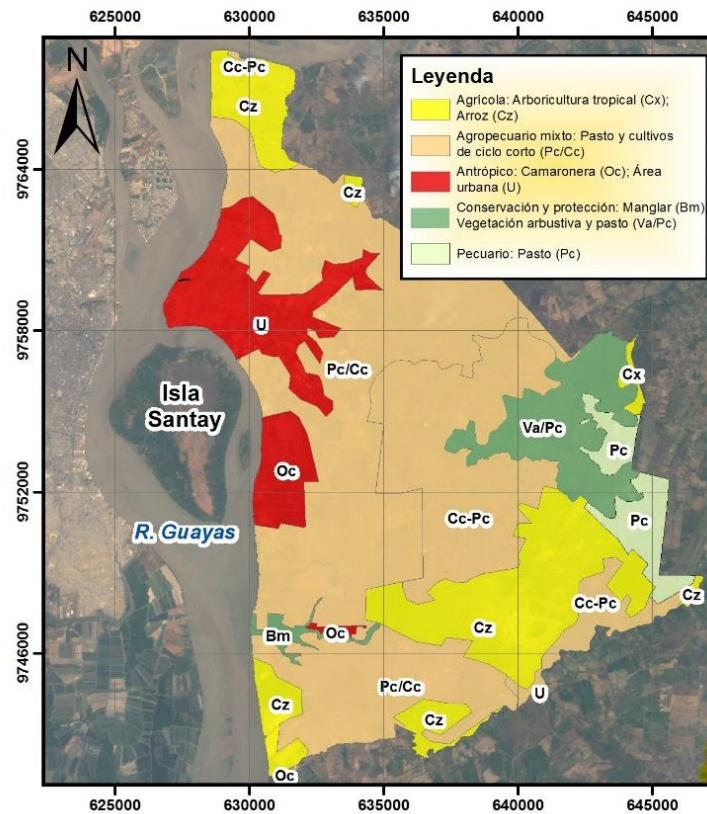 625000 630000 635000 640000 645000
N
Leyenda
Agrícola: Arboricultura tropical (Cx);
Arroz (Cz)
Agropecuario mixto: Pasto y cultivos
de ciclo corto (Pc/Cc)
Antrópico: Camaronera (Oc); Área
urbana (U)
Conservación y protección: Manglar (Bm)
Vegetación arbustiva y pasto (Va/Pc)
Pecuario: Pasto (Pc)
Cc-Pc
Cz
9764000
Cz
9758000
U
Pc/Cc
Cx
Isla
Santay
Va/Pc
Pc
Oc
9752000
Cc-Pc
Pc
R. Guayas
Cz
Cc-Pc
Cz
Bm
Oc
9746000
Pc/Cc
U
Cz
Cz
Oc
625000 630000 635000 640000 645000